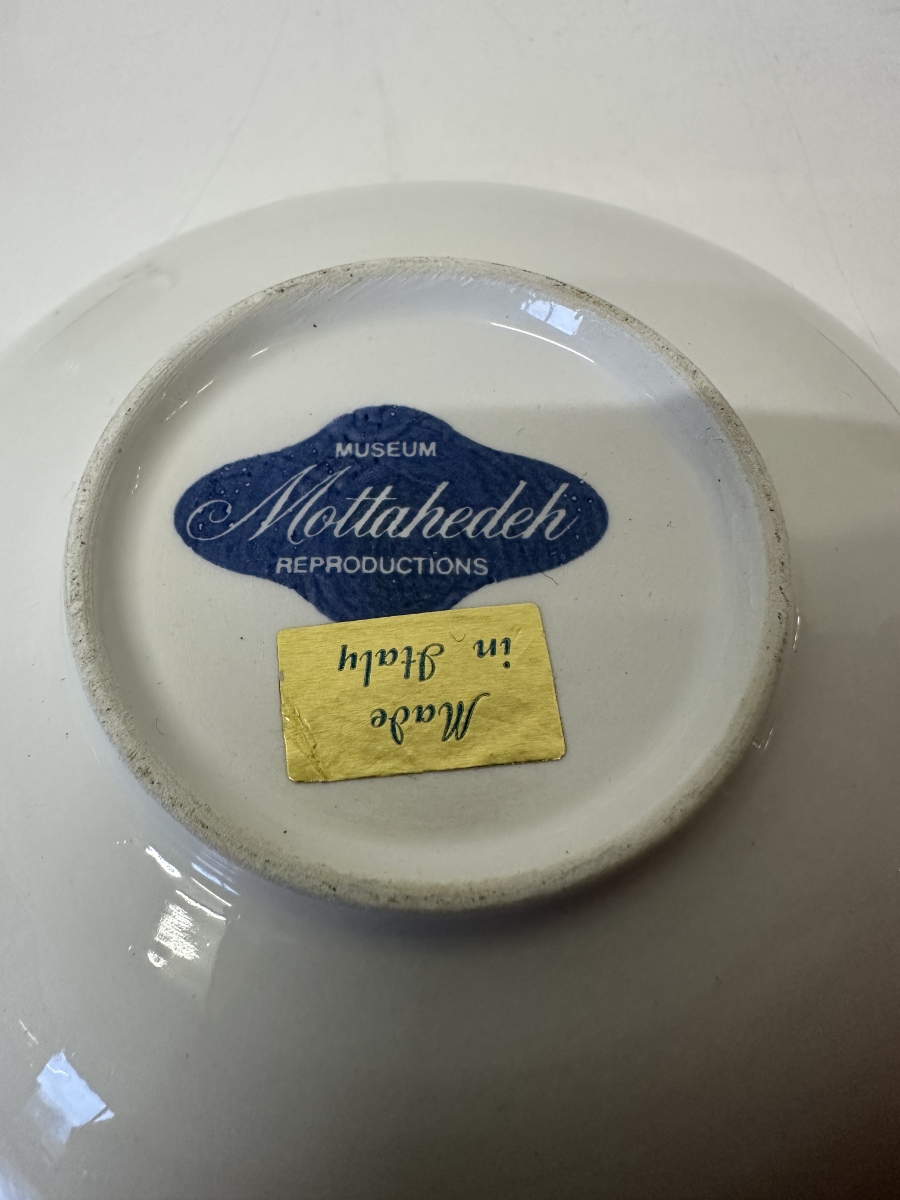 MUSEUM
Mottahedeh
REPRODUCTIONS
Made
in Italy